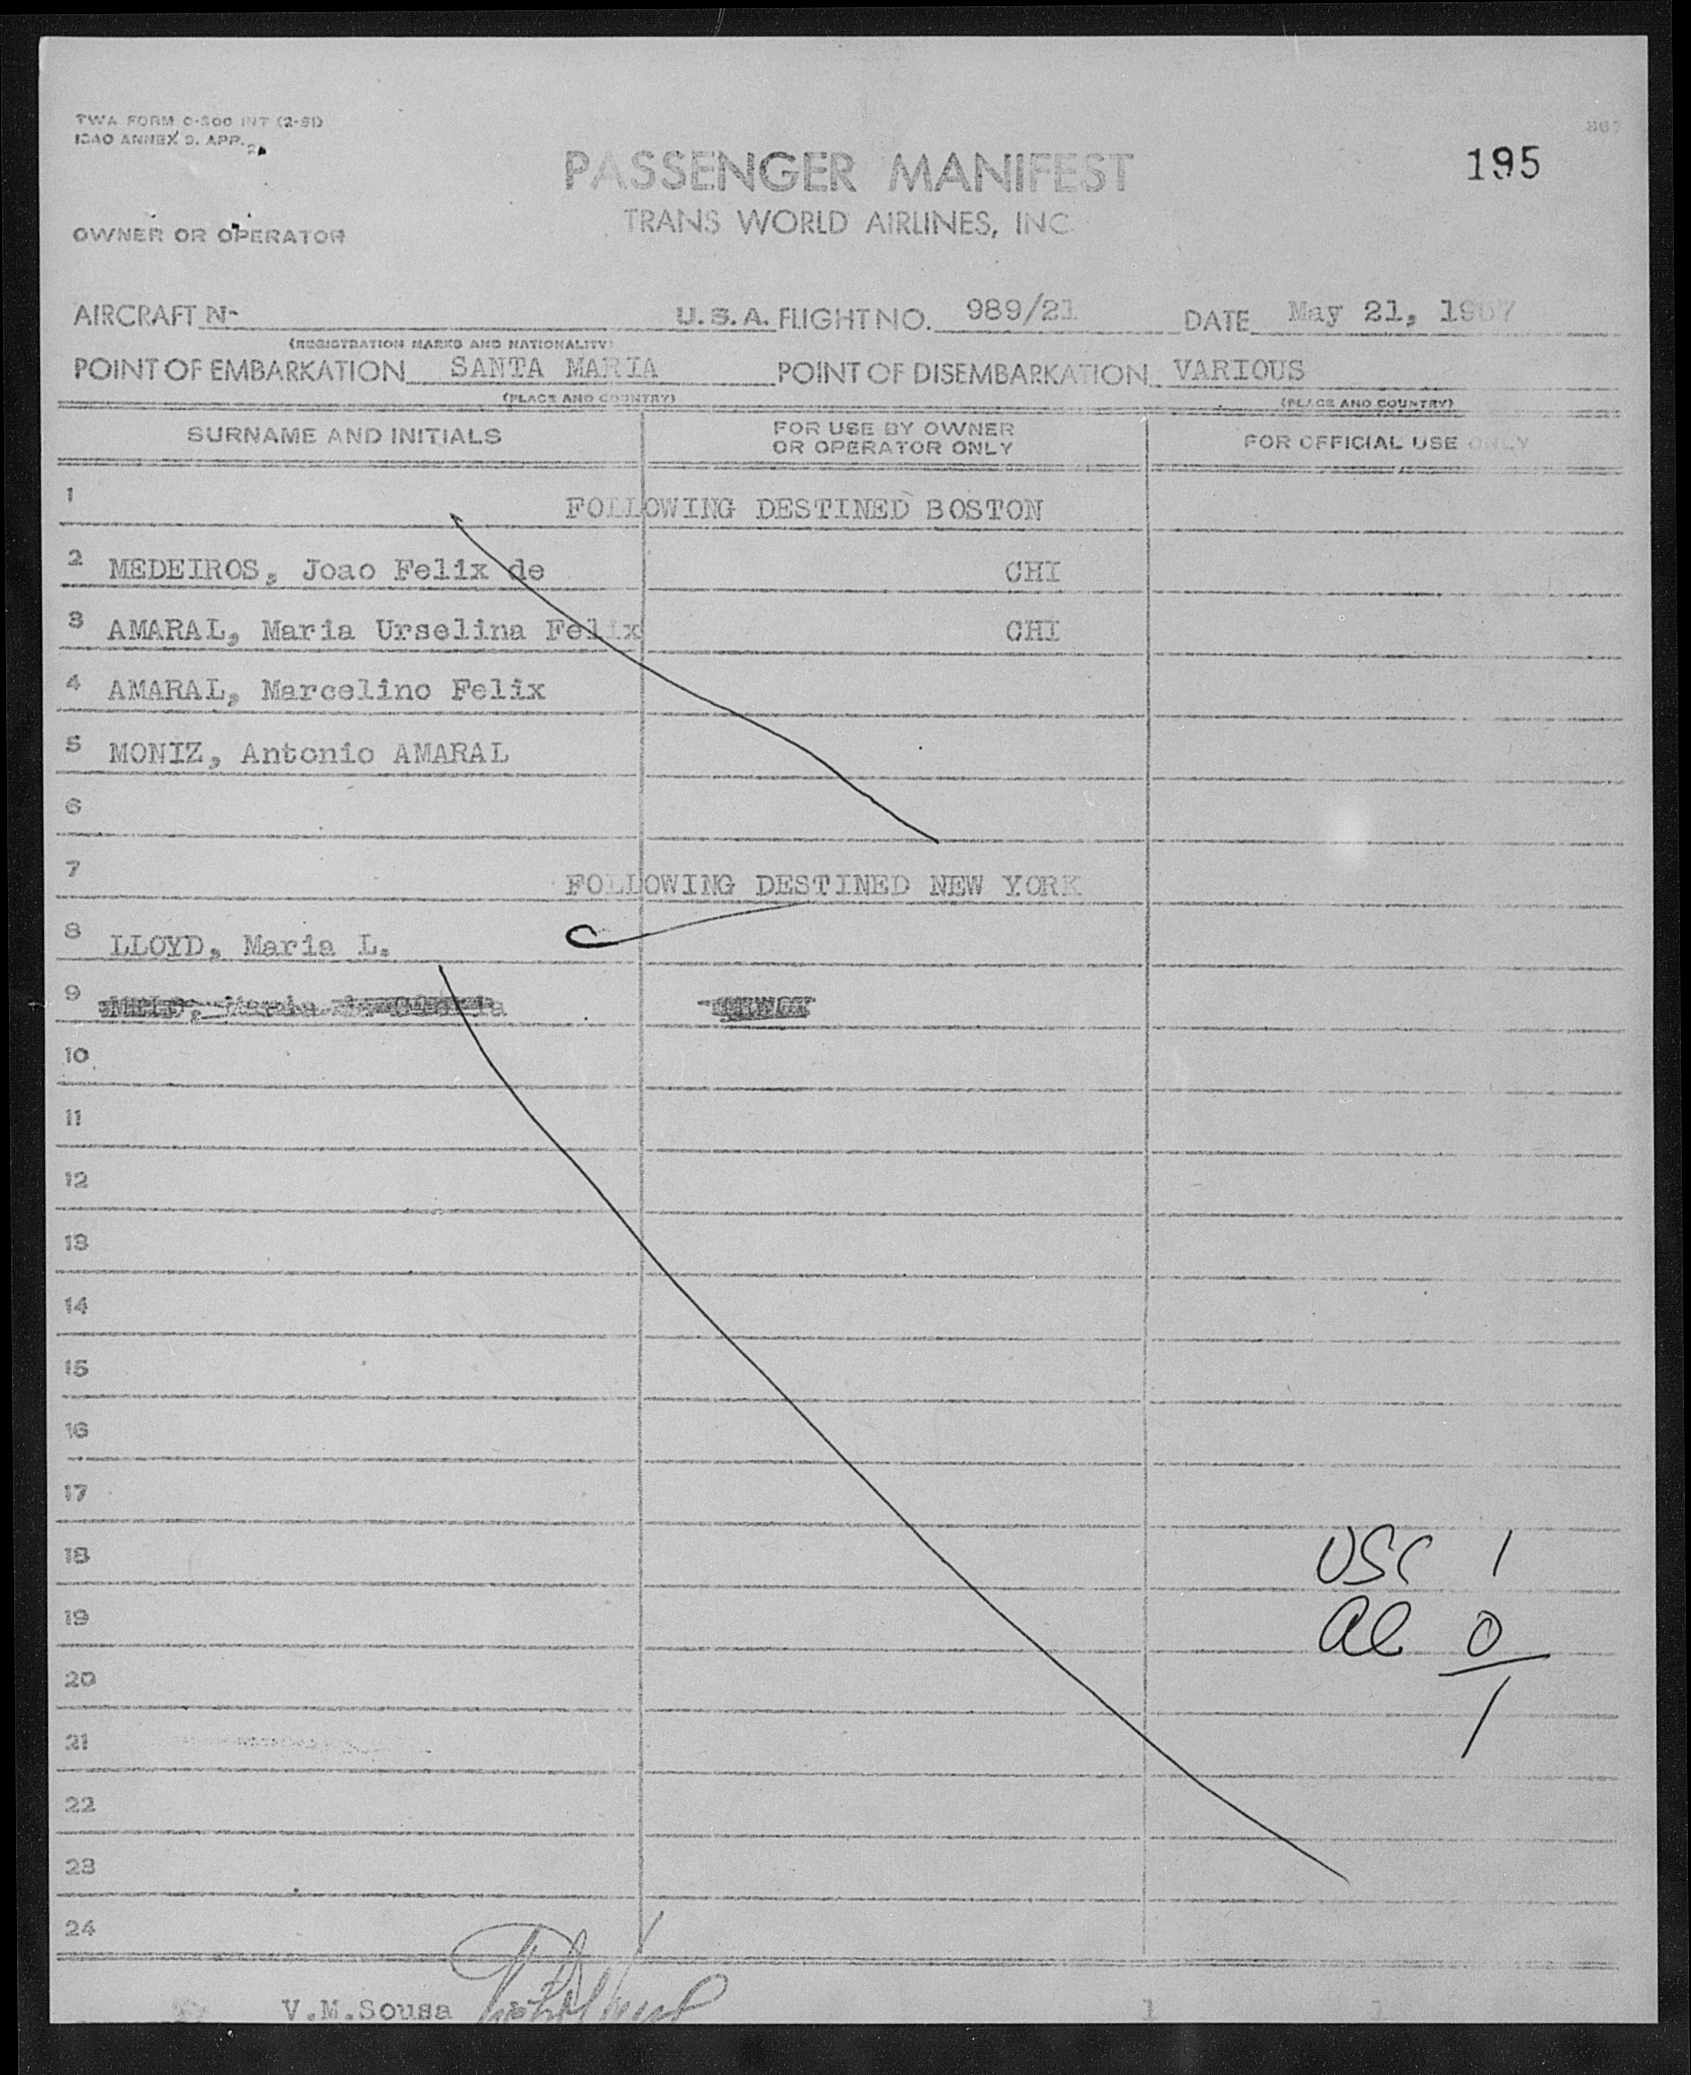 TWA FORM O-300 INT (2-51)
ICAO ANNEX 9. APP.
195
PASSENGER MANIFEST
TRANS WORLD AIRLINES, INC.
OWNER OR OPERATOR
AIRCRAFT N- U.S.A. FLIGHT NO. 989/21 DATE May 21, 1957
(REGISTRATION MARKS AND NATIONALITY)
POINT OF EMBARKATION SANTA MARIA POINT OF DISEMBARKATION VARIOUS
(PLACE AND COUNTRY) (PLACE AND COUNTRY)
SURNAME AND INITIALS FOR USE BY OWNER OR OPERATOR ONLY FOR OFFICIAL USE ONLY
1 FOLLOWING DESTINED BOSTON
2 MEDEIROS, Joao Felix de CHI
3 AMARAL, Maria Urselina Felix CHI
4 AMARAL, Marcelino Felix
5 MONIZ, Antonio AMARAL
6
7 FOLLOWING DESTINED NEW YORK
8 LLOYD, Maria L. C
9
10
11
12
13
14
15
16
17
18 USC 1
19 al 0
20 1
21
22
23
24
V.M.Sousa 1